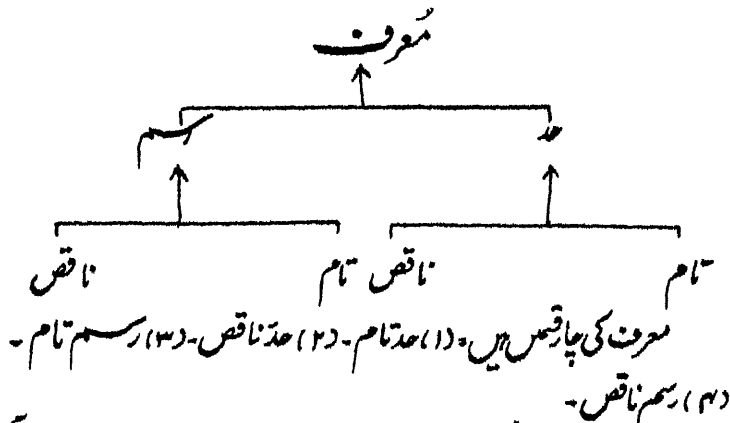 مُعرف
حد رسم
تام ناقص تام ناقص
معرف کی چار قسمیں ہیں۔ (۱) حد تام۔ (۲) حدّ ناقص۔ (۳) رسم تام۔
(۴) رسم ناقص۔